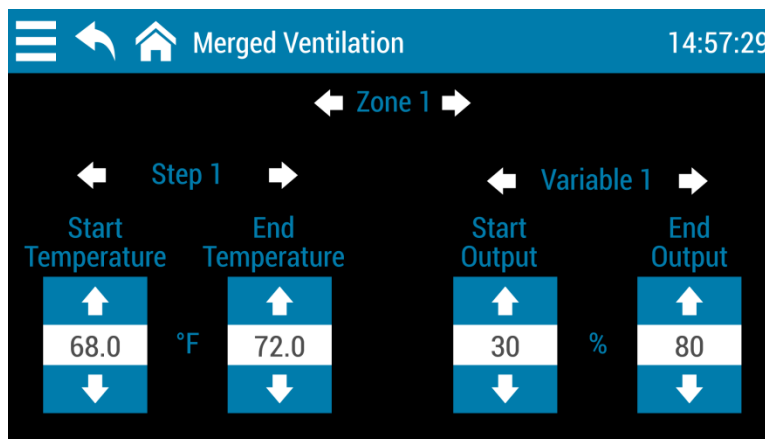 Merged Ventilation 14:57:29
Zone 1
Step 1 Variable 1
Start End Start End
Temperature Temperature Output Output
68.0 °F 72.0 30 % 80